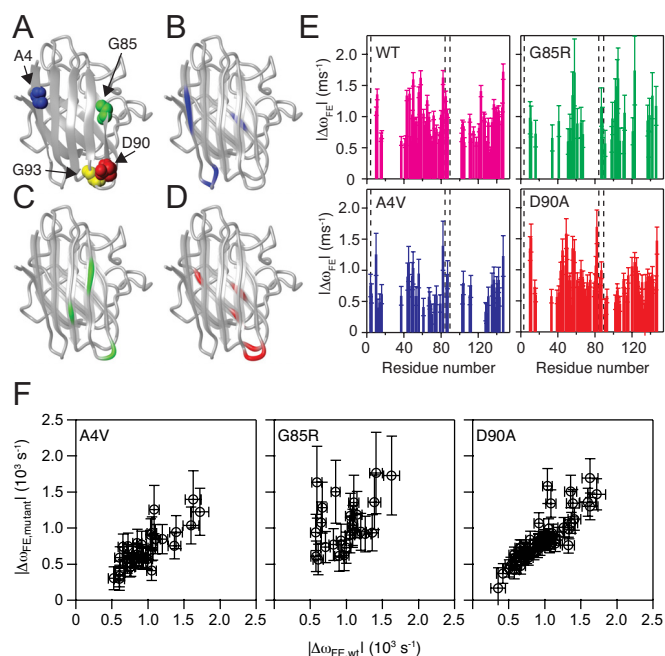 A
A4
G85
D90
G93
B
C
D
E
WT
G85R
A4V
D90A
|Δω_FE| (ms⁻¹)
2.0
1.5
1.0
0.5
0
|Δω_FE| (ms⁻¹)
2.0
1.5
1.0
0.5
0
|Δω_FE| (ms⁻¹)
0 40 80 120
Residue number
0 40 80 120
Residue number
F
A4V
G85R
D90A
|Δω_FE,mutant| (10³ s⁻¹)
2.5
2.0
1.5
1.0
0.5
0
0 0.5 1.0 1.5 2.0 2.5
0 0.5 1.0 1.5 2.0 2.5
0 0.5 1.0 1.5 2.0 2.5
|Δω_FE,wt| (10³ s⁻¹)